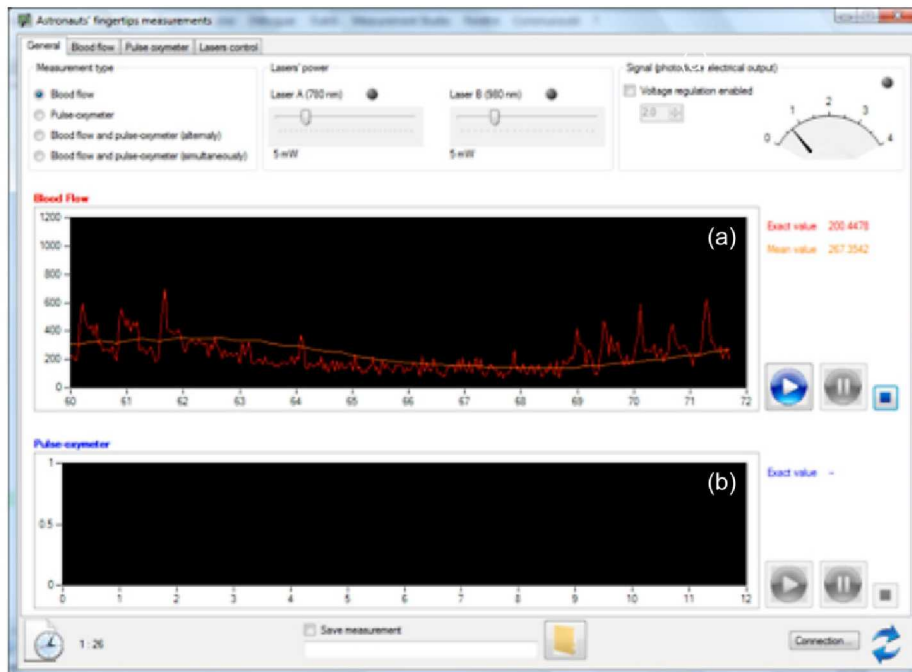 Astronauts' fingertips measurements
General Blood flow Pulse oxymeter Lasers control
Measurement type
Blood flow
Pulse-oxymeter
Blood flow and pulse-oxymeter (alternaly)
Blood flow and pulse-oxymeter (simultaneously)
Lasers' power
Laser A (780 nm)
5 mW
Laser B (980 nm)
5 mW
Signal (photo electrical output)
Voltage regulation enabled
2.0
0 1 2 3 4
Blood Flow
(a)
1200
1000
800
600
400
200
0
60 61 62 63 64 65 66 67 68 69 70 71 72
Exact value 200.4478
Mean value 267.3542
Pulse-oxymeter
(b)
1
0.5
0
0 1 2 3 4 5 6 7 8 9 10 11 12
Exact value -
1 : 26
Save measurement
Connection...